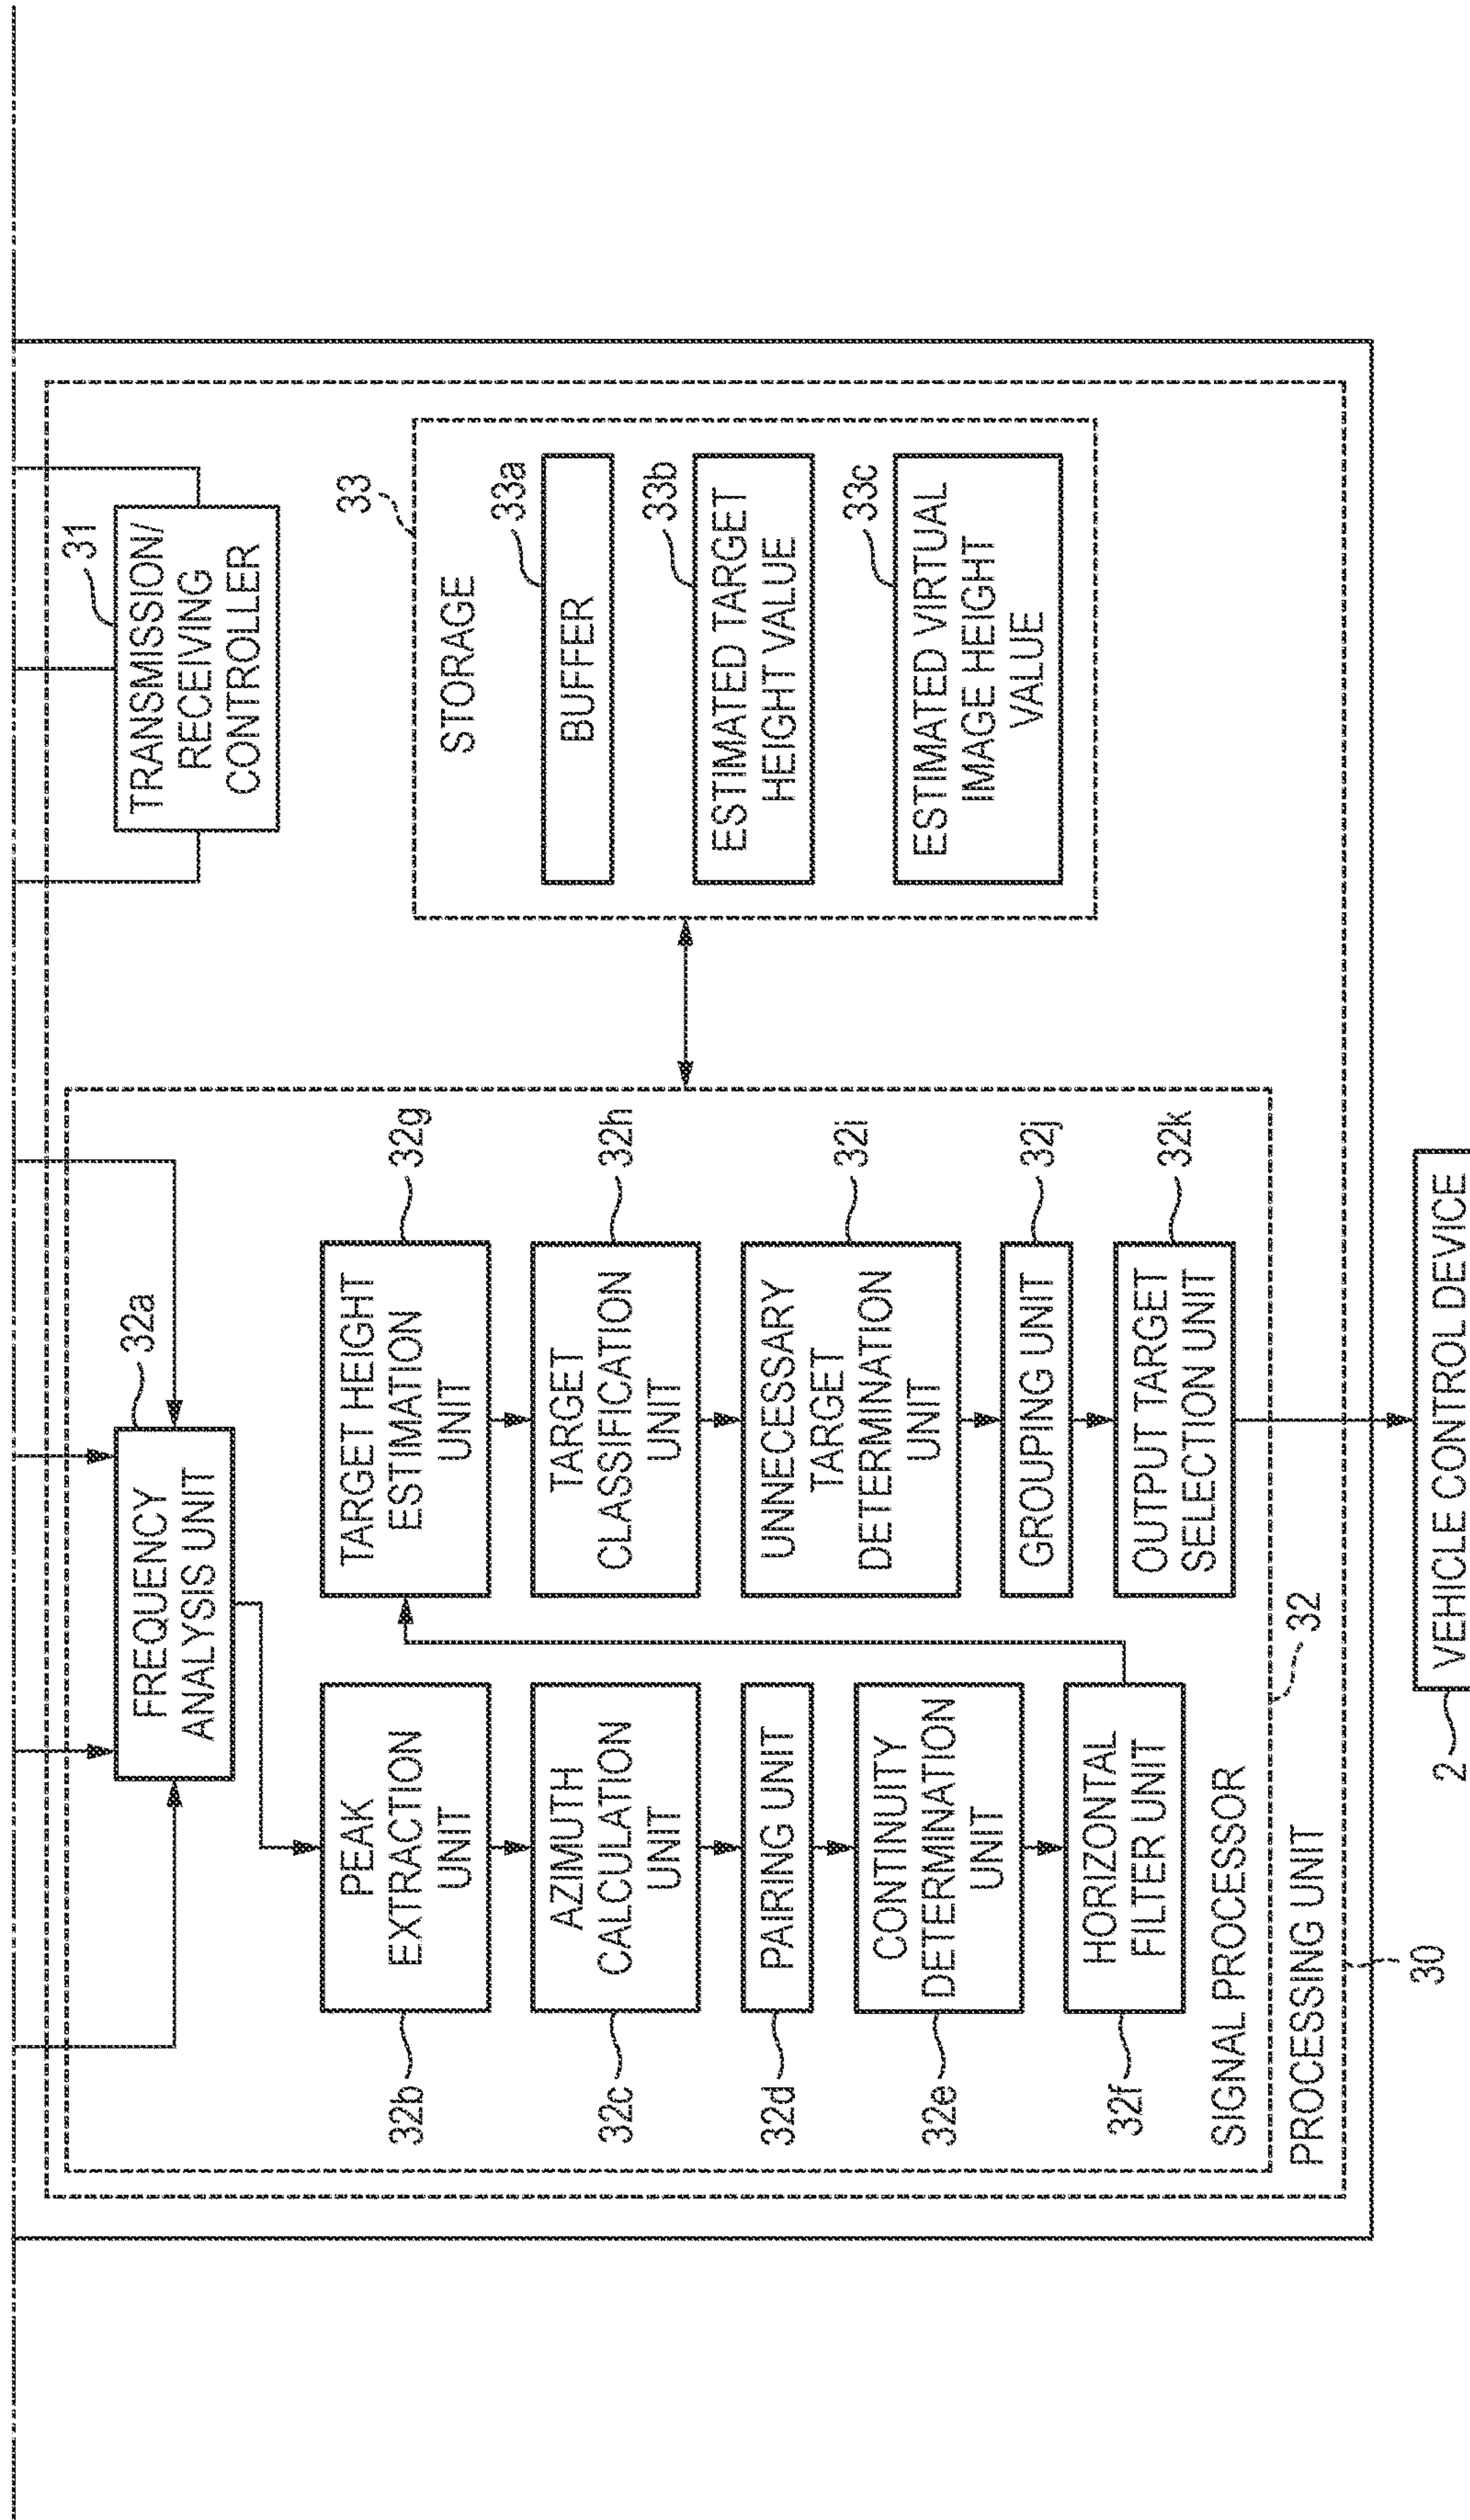 32a
FREQUENCY
ANALYSIS UNIT
31
TRANSMISSION/
RECEIVING
CONTROLLER
32b
PEAK
EXTRACTION
UNIT
32c
AZIMUTH
CALCULATION
UNIT
32d
PAIRING UNIT
32e
CONTINUITY
DETERMINATION
UNIT
32f
HORIZONTAL
FILTER UNIT
32g
TARGET HEIGHT
ESTIMATION
UNIT
32h
TARGET
CLASSIFICATION
UNIT
32i
UNNECESSARY
TARGET
DETERMINATION
UNIT
32j
GROUPING UNIT
32k
OUTPUT TARGET
SELECTION UNIT
33
STORAGE
33a
BUFFER
33b
ESTIMATED TARGET
HEIGHT VALUE
33c
ESTIMATED VIRTUAL
IMAGE HEIGHT
VALUE
SIGNAL PROCESSOR
32
PROCESSING UNIT
30
2
VEHICLE CONTROL DEVICE